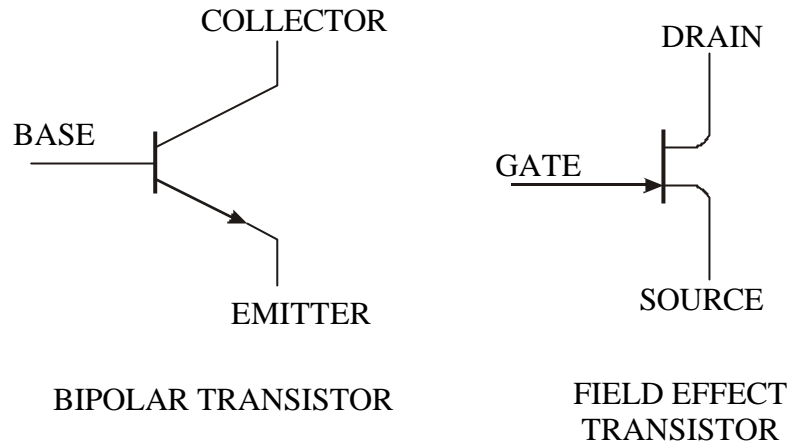 COLLECTOR
BASE
EMITTER
BIPOLAR TRANSISTOR
DRAIN
GATE
SOURCE
FIELD EFFECT
TRANSISTOR